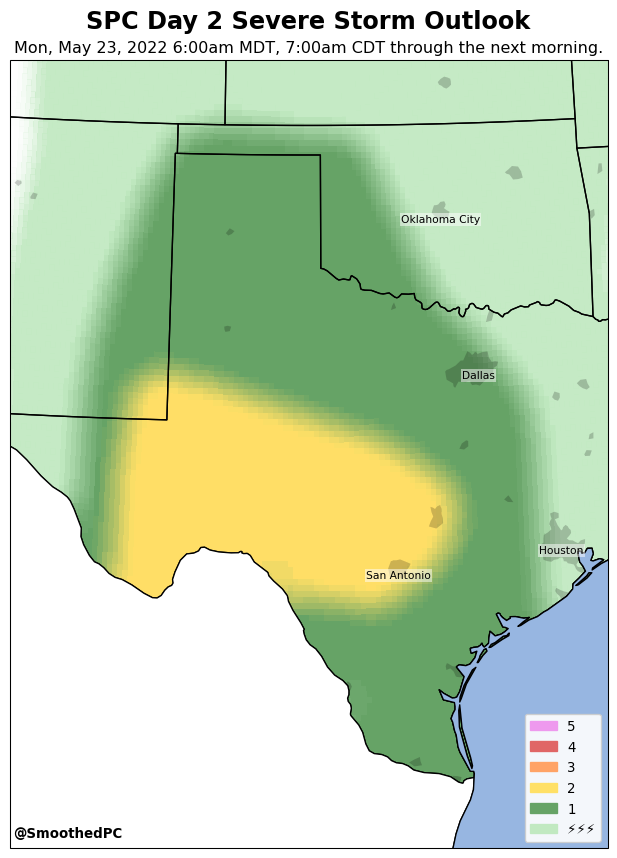 SPC Day 2 Severe Storm Outlook
Mon, May 23, 2022 6:00am MDT, 7:00am CDT through the next morning.
Oklahoma City
Dallas
Houston
San Antonio
5
4
3
2
1
⚡⚡⚡
@SmoothedPC